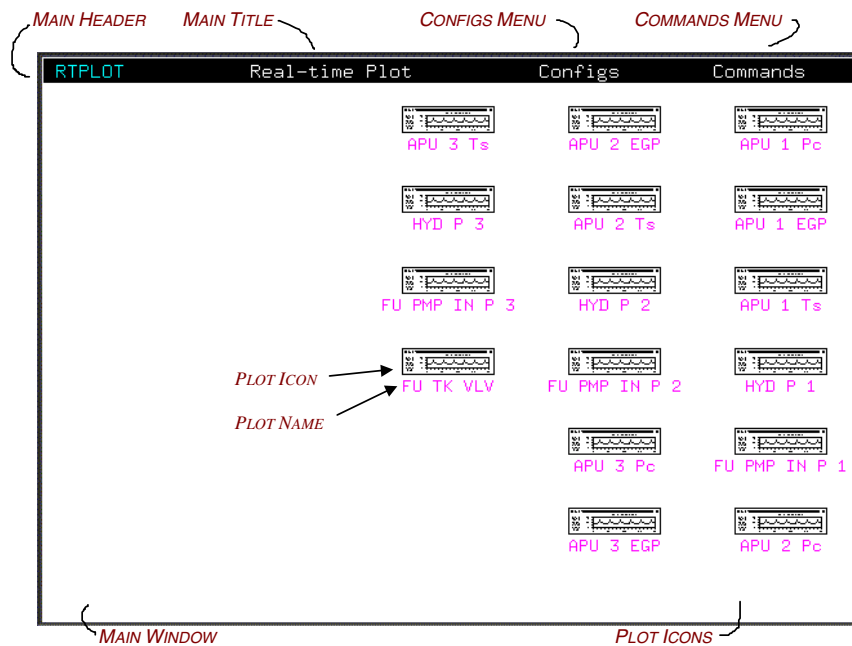 MAIN HEADER MAIN TITLE CONFIGS MENU COMMANDS MENU
RTPLOT Real-time Plot Configs Commands
APU 3 Ts APU 2 EGP APU 1 Pc
HYD P 3 APU 2 Ts APU 1 EGP
FU PMP IN P 3 HYD P 2 APU 1 Ts
PLOT ICON
FU TK VLV FU PMP IN P 2 HYD P 1
PLOT NAME
APU 3 Pc FU PMP IN P 1
APU 3 EGP APU 2 Pc
MAIN WINDOW PLOT ICONS